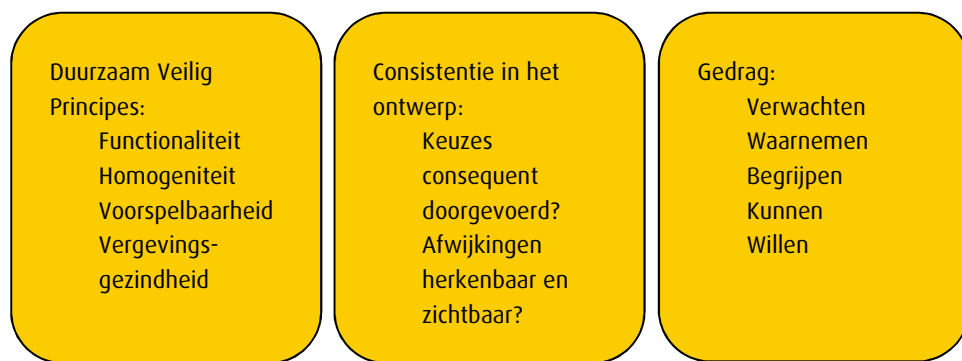 Duurzaam Veilig
Principes:
Functionaliteit
Homogeniteit
Voorspelbaarheid
Vergevings-
gezindheid
Consistentie in het
ontwerp:
Keuzes
consequent
doorgevoerd?
Afwijkingen
herkenbaar en
zichtbaar?
Gedrag:
Verwachten
Waarnemen
Begrijpen
Kunnen
Willen